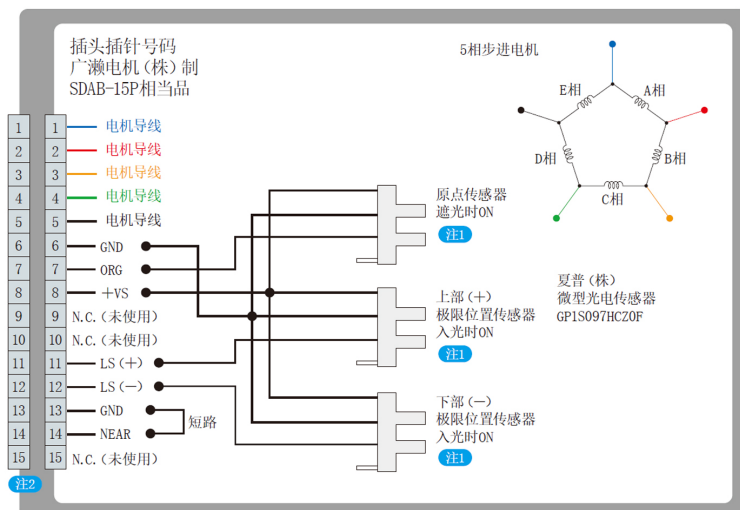 插头插针号码
广濑电机(株)制
SDAB-15P相当品
5相步进电机
E相
A相
D相
B相
C相
1 1 电机导线
2 2 电机导线
3 3 电机导线
4 4 电机导线
5 5 电机导线
6 6 GND
7 7 ORG
8 8 +VS
9 9 N.C.(未使用)
10 10 N.C.(未使用)
11 11 LS(+)
12 12 LS(-)
13 13 GND
14 14 NEAR
短路
15 15 N.C.(未使用)
注2
原点传感器
遮光时ON
注1
上部(+)
极限位置传感器
入光时ON
注1
下部(-)
极限位置传感器
入光时ON
注1
夏普(株)
微型光电传感器
GP1S097HCZ0F